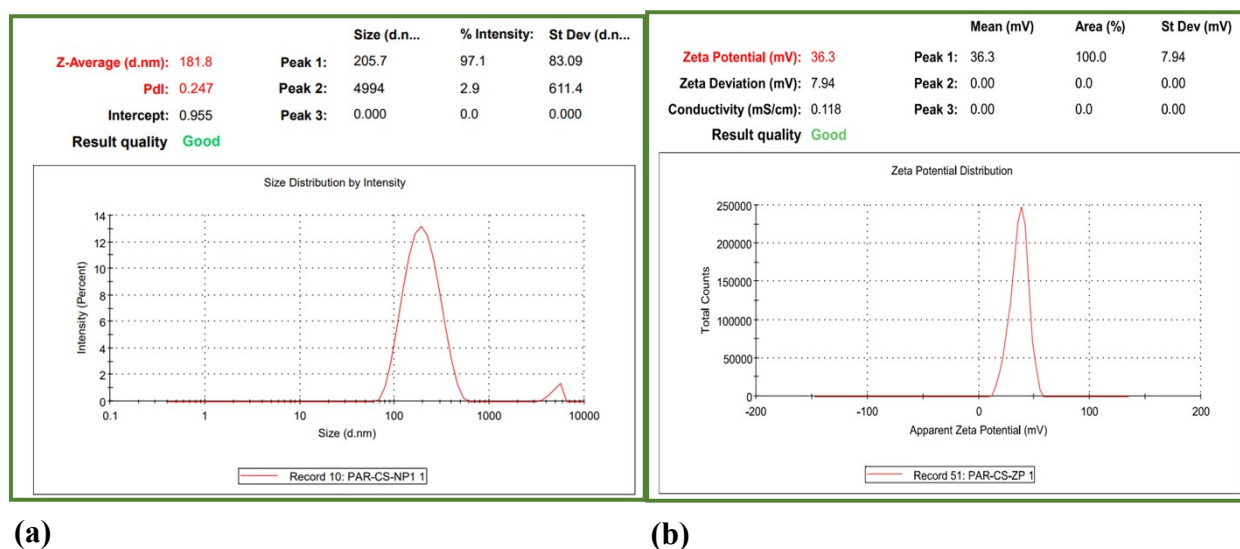 Size (d.n... % Intensity: St Dev (d.n...
Z-Average (d.nm): 181.8 Peak 1: 205.7 97.1 83.09
PdI: 0.247 Peak 2: 4994 2.9 611.4
Intercept: 0.955 Peak 3: 0.000 0.0 0.000
Result quality Good
Size Distribution by Intensity
Intensity (Percent)
14
12
10
8
6
4
2
0
0.1 1 10 100 1000 10000
Size (d.nm)
Record 10: PAR-CS-NP1 1
(a)
Mean (mV) Area (%) St Dev (mV)
Zeta Potential (mV): 36.3 Peak 1: 36.3 100.0 7.94
Zeta Deviation (mV): 7.94 Peak 2: 0.00 0.0 0.00
Conductivity (mS/cm): 0.118 Peak 3: 0.00 0.0 0.00
Result quality Good
Zeta Potential Distribution
Total Counts
250000
200000
150000
100000
50000
0
-200 -100 0 100 200
Apparent Zeta Potential (mV)
Record 51: PAR-CS-ZP 1
(b)